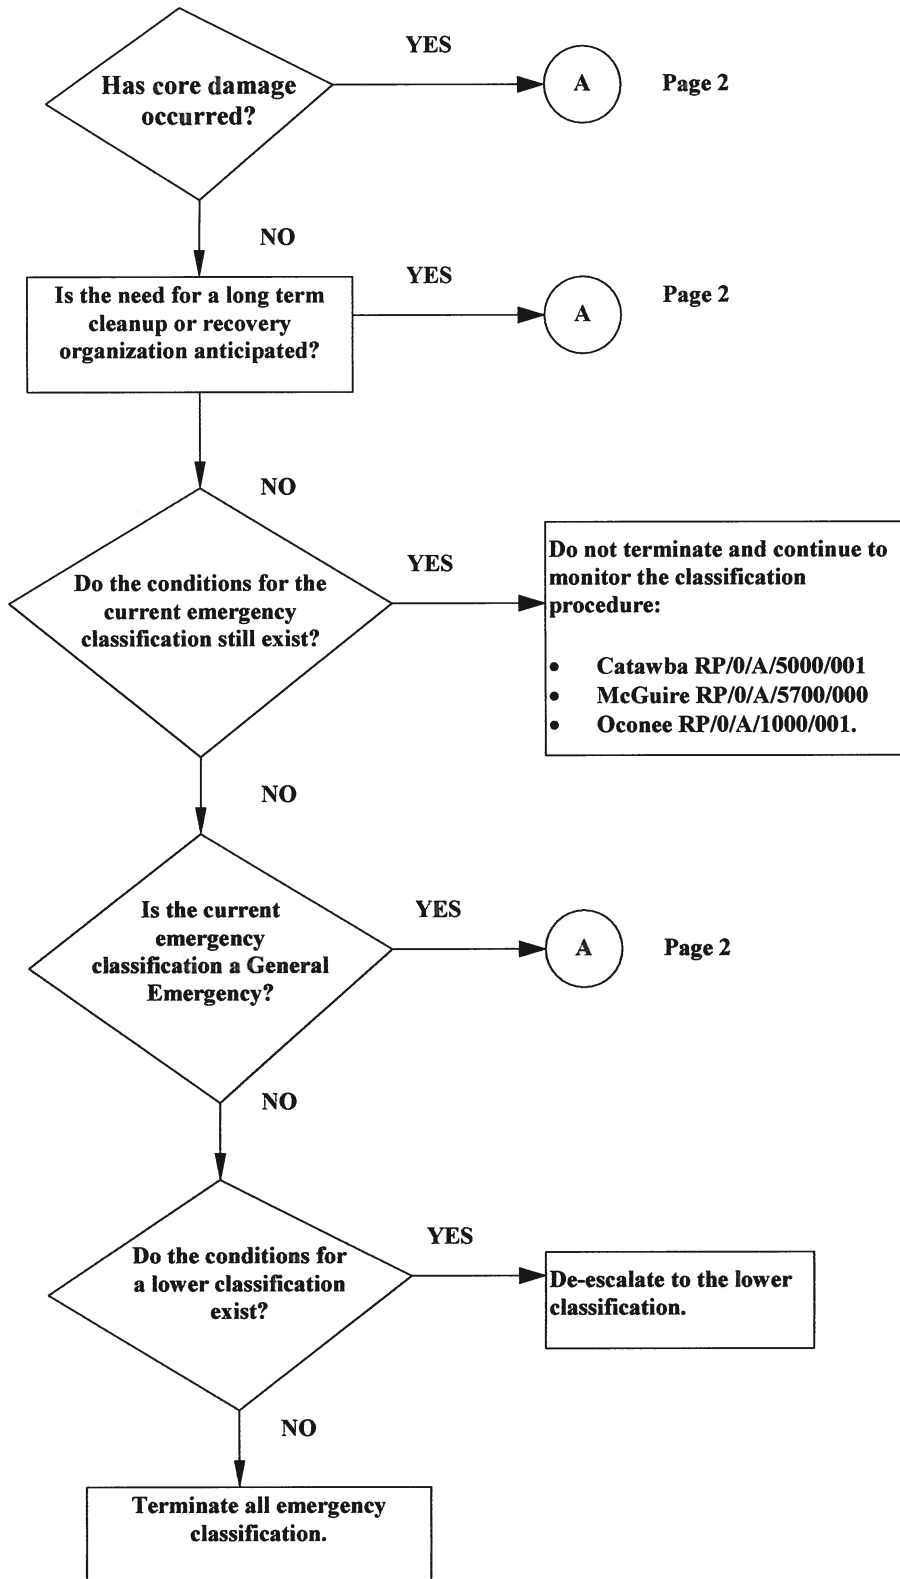 YES
Has core damage
occurred?
A
Page 2
NO
YES
Is the need for a long term
cleanup or recovery
organization anticipated?
A
Page 2
NO
YES
Do the conditions for the
current emergency
classification still exist?
Do not terminate and continue to
monitor the classification
procedure:
• Catawba RP/0/A/5000/001
• McGuire RP/0/A/5700/000
• Oconee RP/0/A/1000/001.
NO
YES
Is the current
emergency
classification a General
Emergency?
A
Page 2
NO
YES
Do the conditions for
a lower classification
exist?
De-escalate to the lower
classification.
NO
Terminate all emergency
classification.